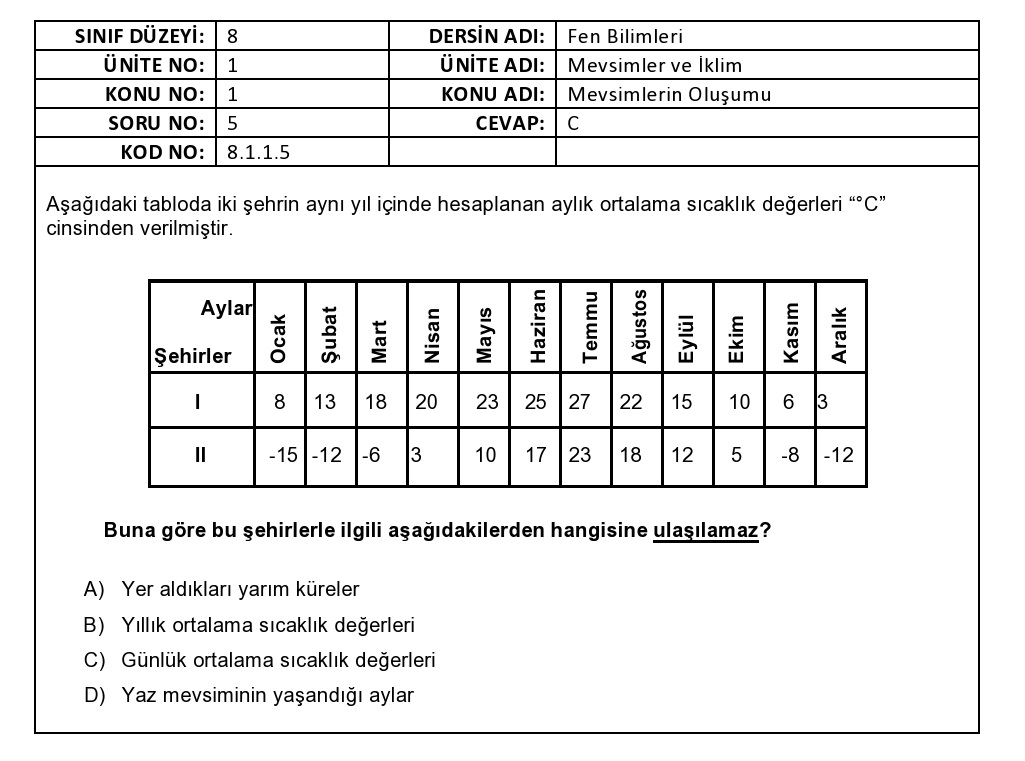 SINIF DÜZEYİ: 8 DERSİN ADI: Fen Bilimleri
ÜNİTE NO: 1 ÜNİTE ADI: Mevsimler ve İklim
KONU NO: 1 KONU ADI: Mevsimlerin Oluşumu
SORU NO: 5 CEVAP: C
KOD NO: 8.1.1.5
Aşağıdaki tabloda iki şehrin aynı yıl içinde hesaplanan aylık ortalama sıcaklık değerleri “°C”
cinsinden verilmiştir.
Aylar
Şehirler
Ocak Şubat Mart Nisan Mayıs Haziran Temmu Ağustos Eylül Ekim Kasım Aralık
I 8 13 18 20 23 25 27 22 15 10 6 3
II -15 -12 -6 3 10 17 23 18 12 5 -8 -12
Buna göre bu şehirlerle ilgili aşağıdakilerden hangisine ulaşılamaz?
A) Yer aldıkları yarım küreler
B) Yıllık ortalama sıcaklık değerleri
C) Günlük ortalama sıcaklık değerleri
D) Yaz mevsiminin yaşandığı aylar